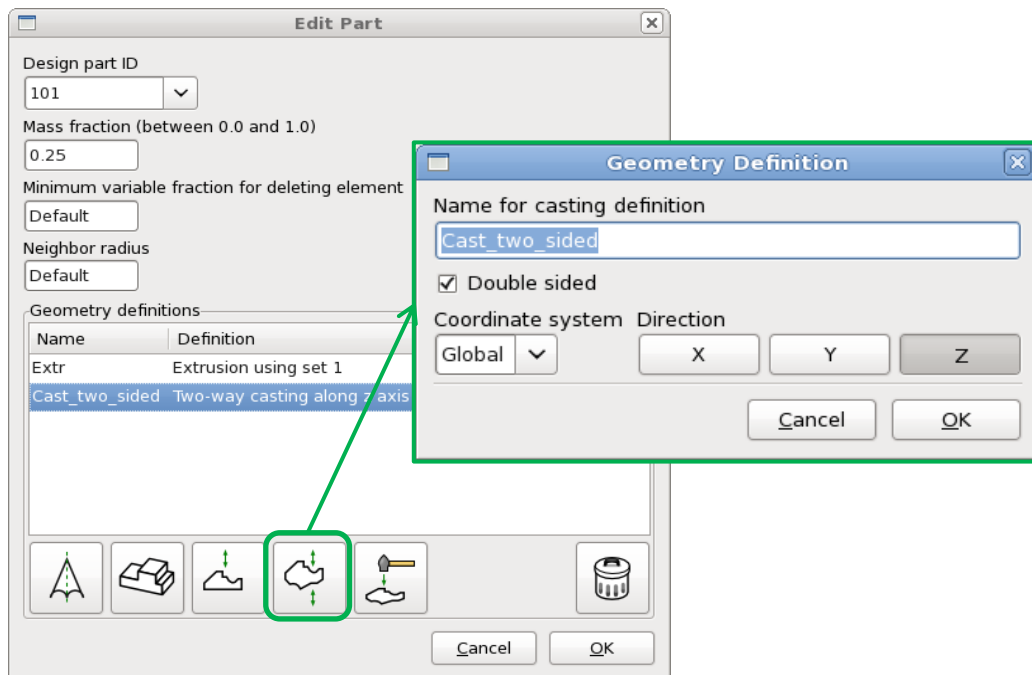 Edit Part
Design part ID
101
Mass fraction (between 0.0 and 1.0)
0.25
Minimum variable fraction for deleting element
Default
Neighbor radius
Default
Geometry definitions
Name Definition
Extr Extrusion using set 1
Cast_two_sided Two-way casting along z axis
Cancel OK
Geometry Definition
Name for casting definition
Cast_two_sided
Double sided
Coordinate system Direction
Global X Y Z
Cancel OK